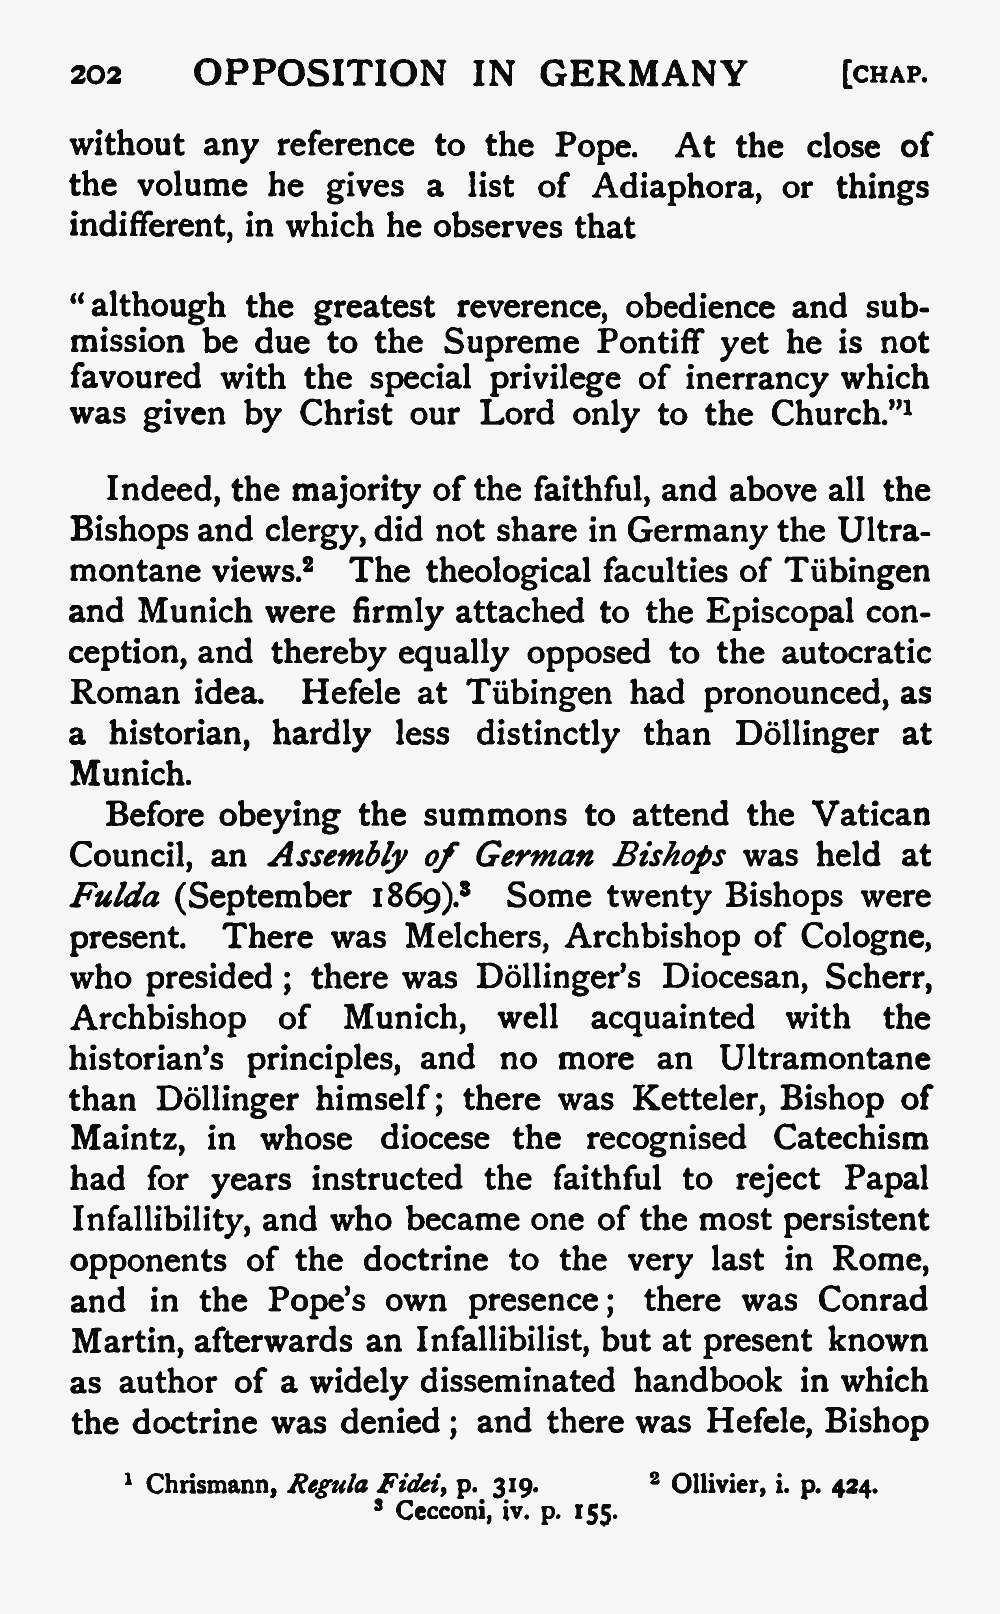 202 OPPOSITION IN GERMANY [CHAP.
without any reference to the Pope. At the close of
the volume he gives a list of Adiaphora, or things
indifferent, in which he observes that
“although the greatest reverence, obedience and sub-
mission be due to the Supreme Pontiff yet he is not
favoured with the special privilege of inerrancy which
was given by Christ our Lord only to the Church.”¹
Indeed, the majority of the faithful, and above all the
Bishops and clergy, did not share in Germany the Ultra-
montane views.² The theological faculties of Tübingen
and Munich were firmly attached to the Episcopal con-
ception, and thereby equally opposed to the autocratic
Roman idea. Hefele at Tübingen had pronounced, as
a historian, hardly less distinctly than Döllinger at
Munich.
Before obeying the summons to attend the Vatican
Council, an Assembly of German Bishops was held at
Fulda (September 1869).³ Some twenty Bishops were
present. There was Melchers, Archbishop of Cologne,
who presided; there was Döllinger’s Diocesan, Scherr,
Archbishop of Munich, well acquainted with the
historian’s principles, and no more an Ultramontane
than Döllinger himself; there was Ketteler, Bishop of
Maintz, in whose diocese the recognised Catechism
had for years instructed the faithful to reject Papal
Infallibility, and who became one of the most persistent
opponents of the doctrine to the very last in Rome,
and in the Pope’s own presence; there was Conrad
Martin, afterwards an Infallibilist, but at present known
as author of a widely disseminated handbook in which
the doctrine was denied; and there was Hefele, Bishop
¹ Chrismann, Regula Fidei, p. 319. ² Ollivier, i. p. 424.
³ Cecconi, iv. p. 155.